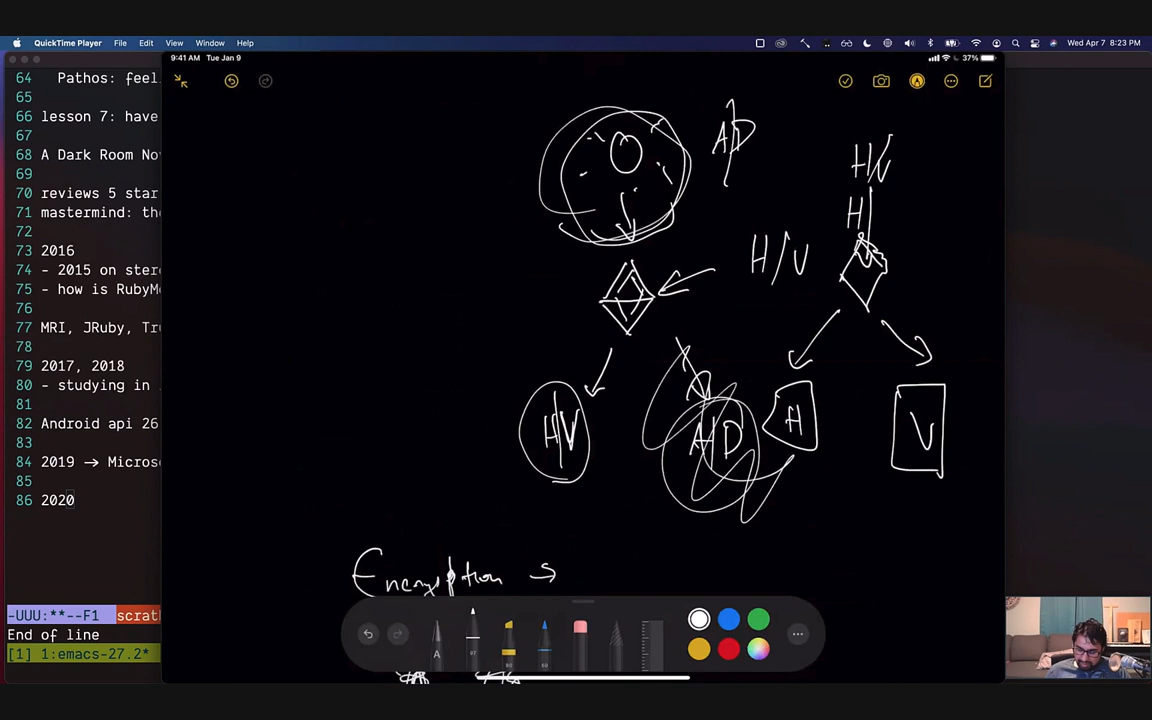 QuickTime Player File Edit View Window Help Wed Apr 7 8:23 PM
9:41 AM Tue Jan 9 37%
64 Pathos: feel
65
66 lesson 7: have
67
68 A Dark Room No
69
70 reviews 5 star
71 mastermind: the
72
73 2016
74 - 2015 on stere
75 - how is RubyM
76
77 MRI, JRuby, Tr
78
79 2017, 2018
80 - studying in
81
82 Android api 26
83
84 2019 -> Micros
85
86 2020
-UUU:**--F1 scrat
End of line
[1] 1:emacs-27.2*
A/D
H/V
H
H/V
H/V
A/D
H
V
Encryption →
A